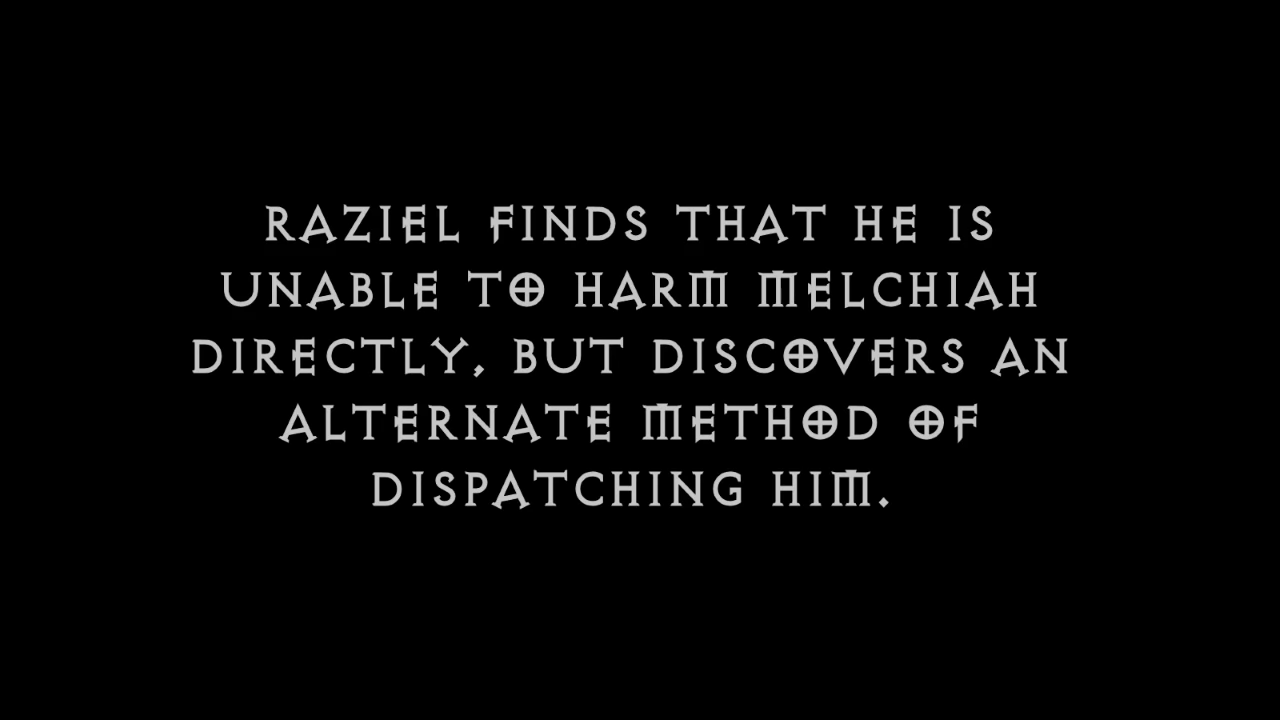 RAZIEL FINDS THAT HE IS
UNABLE TO HARM MELCHIAH
DIRECTLY, BUT DISCOVERS AN
ALTERNATE METHOD OF
DISPATCHING HIM.